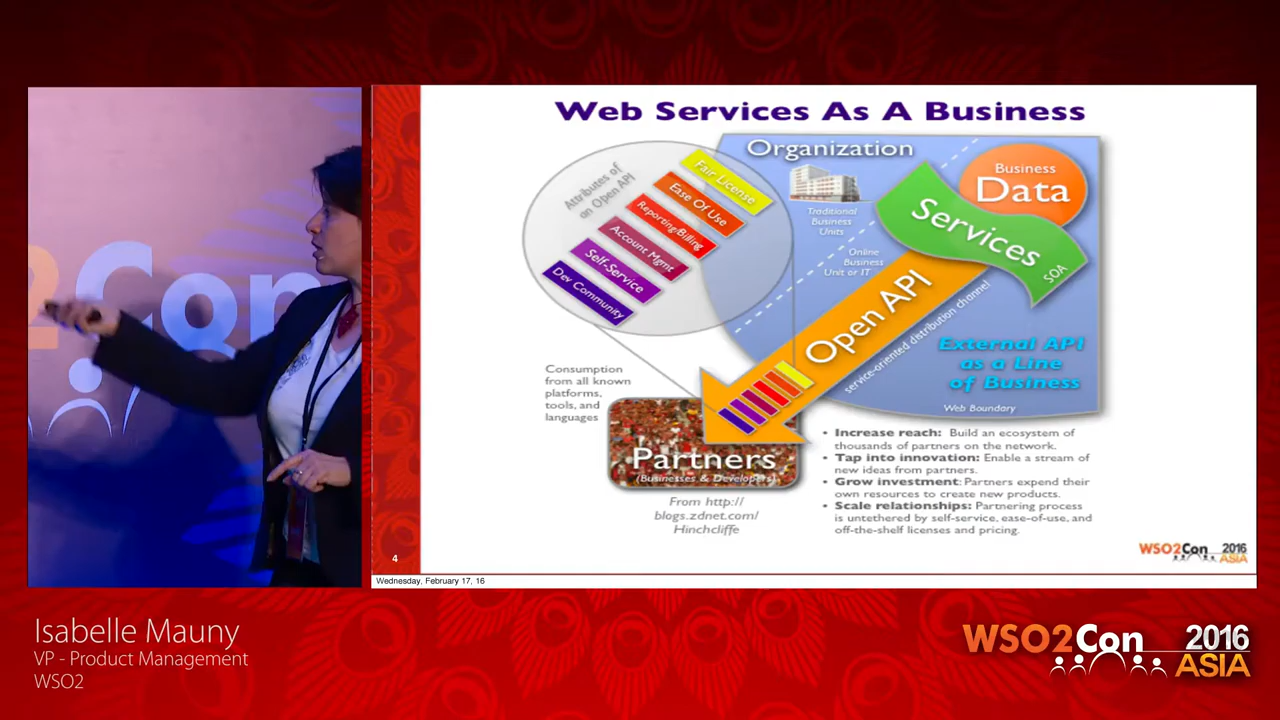 Web Services As A Business
Organization
Attributes of
an Open API
Fair License
Ease Of Use
Reporting/Billing
Account Mgmt
Self-Service
Dev Community
Traditional
Business
Units
Online
Business
Unit or IT
Business
Data
Services
SOA
Open API
service-oriented distribution channel
External API
as a Line
of Business
Web Boundary
Consumption
from all known
platforms,
tools, and
languages
Partners
(Businesses & Developers)
From http://
blogs.zdnet.com/
Hinchcliffe
• Increase reach: Build an ecosystem of
thousands of partners on the network.
• Tap into innovation: Enable a stream of
new ideas from partners.
• Grow investment: Partners expend their
own resources to create new products.
• Scale relationships: Partnering process
is untethered by self-service, ease-of-use, and
off-the-shelf licenses and pricing.
4
WSO2Con 2016
ASIA
Wednesday, February 17, 16
2Con
Isabelle Mauny
VP - Product Management
WSO2
WSO2Con 2016
ASIA